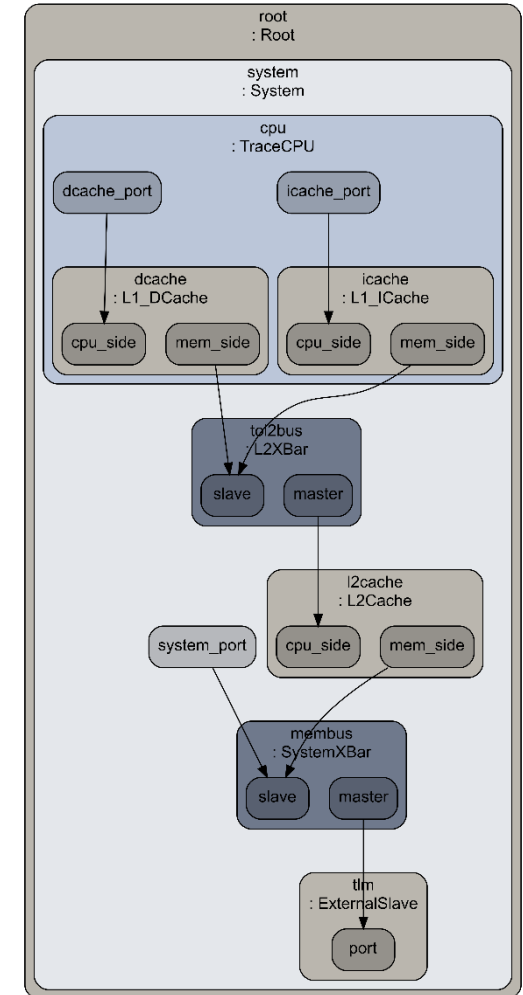 root
: Root
system
: System
cpu
: TraceCPU
dcache_port
icache_port
dcache
: L1_DCache
icache
: L1_ICache
cpu_side
mem_side
cpu_side
mem_side
tol2bus
: L2XBar
slave
master
l2cache
: L2Cache
system_port
cpu_side
mem_side
membus
: SystemXBar
slave
master
tlm
: ExternalSlave
port